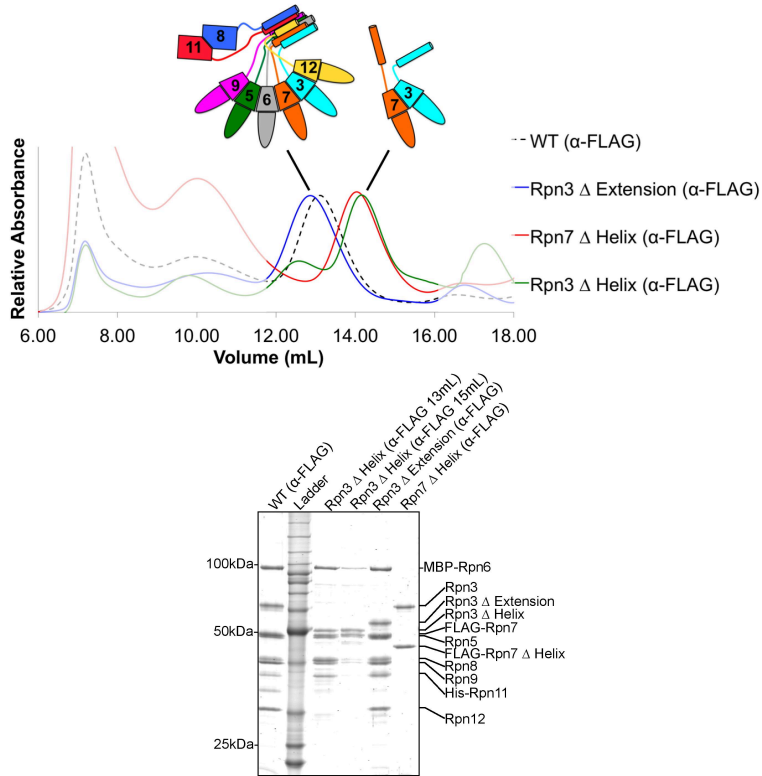 11 8
9 5 6 7 3 12
7 3
Relative Absorbance
WT (α-FLAG)
Rpn3 Δ Extension (α-FLAG)
Rpn7 Δ Helix (α-FLAG)
Rpn3 Δ Helix (α-FLAG)
6.00 8.00 10.00 12.00 14.00 16.00 18.00
Volume (mL)
WT (α-FLAG)
Ladder
Rpn3 Δ Helix (α-FLAG 13mL)
Rpn3 Δ Helix (α-FLAG 15mL)
Rpn3 Δ Extension (α-FLAG)
Rpn7 Δ Helix (α-FLAG)
100kDa-
50kDa-
25kDa-
-MBP-Rpn6
Rpn3
Rpn3 Δ Extension
Rpn3 Δ Helix
FLAG-Rpn7
Rpn5
FLAG-Rpn7 Δ Helix
Rpn8
Rpn9
His-Rpn11
Rpn12